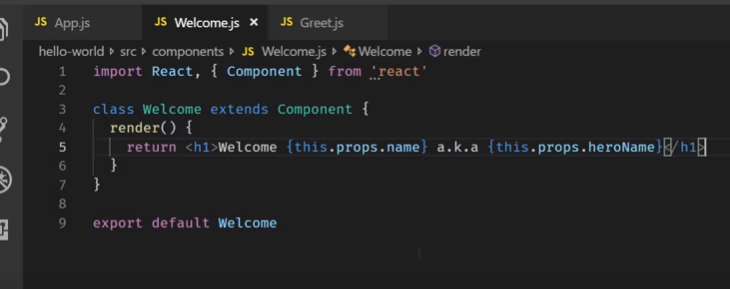 JS App.js JS Welcome.js × JS Greet.js
hello-world ▸ src ▸ components ▸ JS Welcome.js ▸ Welcome ▸ render
1 import React, { Component } from 'react'
2
3 class Welcome extends Component {
4 render() {
5 return <h1>Welcome {this.props.name} a.k.a {this.props.heroName}</h1>
6 }
7 }
8
9 export default Welcome